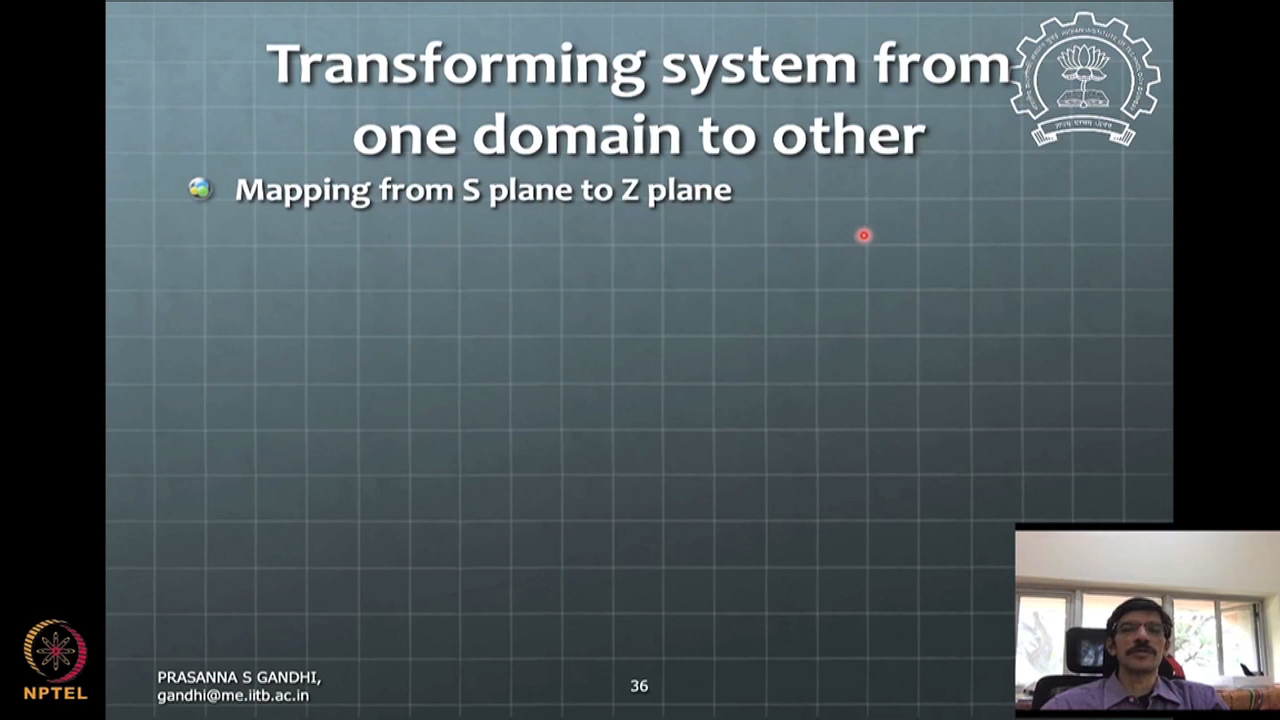 Transforming system from
one domain to other
Mapping from S plane to Z plane
PRASANNA S GANDHI,
gandhi@me.iitb.ac.in
36
NPTEL